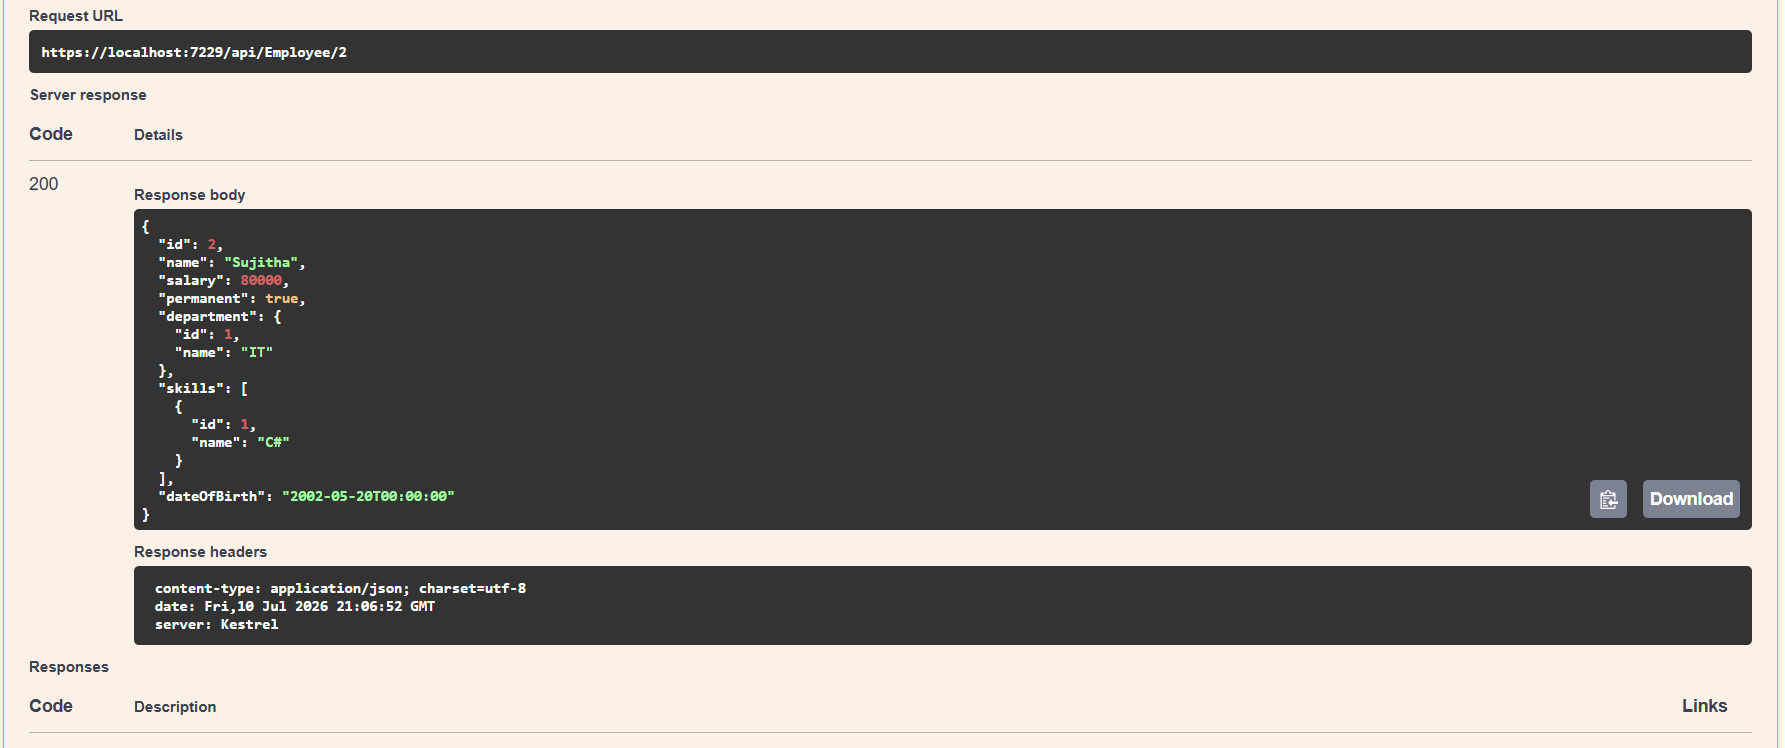 Request URL
https://localhost:7229/api/Employee/2
Server response
Code Details
200
Response body
{
  "id": 2,
  "name": "Sujitha",
  "salary": 80000,
  "permanent": true,
  "department": {
    "id": 1,
    "name": "IT"
  },
  "skills": [
    {
      "id": 1,
      "name": "C#"
    }
  ],
  "dateOfBirth": "2002-05-20T00:00:00"
}
Download
Response headers
content-type: application/json; charset=utf-8
date: Fri,10 Jul 2026 21:06:52 GMT
server: Kestrel
Responses
Code Description Links